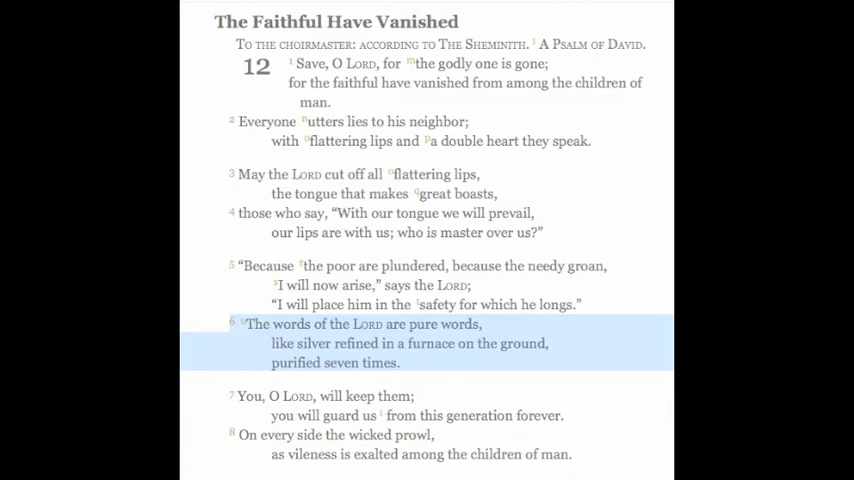 The Faithful Have Vanished
To the choirmaster: according to The Sheminith. 1 A Psalm of David.
12 1 Save, O Lord, for m the godly one is gone;
for the faithful have vanished from among the children of
man.
2 Everyone n utters lies to his neighbor;
with o flattering lips and p a double heart they speak.
3 May the Lord cut off all o flattering lips,
the tongue that makes q great boasts,
4 those who say, “With our tongue we will prevail,
our lips are with us; who is master over us?”
5 “Because r the poor are plundered, because the needy groan,
s I will now arise,” says the Lord;
“I will place him in the t safety for which he longs.”
6 u The words of the Lord are pure words,
like silver refined in a furnace on the ground,
purified seven times.
7 You, O Lord, will keep them;
you will guard us 1 from this generation forever.
8 On every side the wicked prowl,
as vileness is exalted among the children of man.